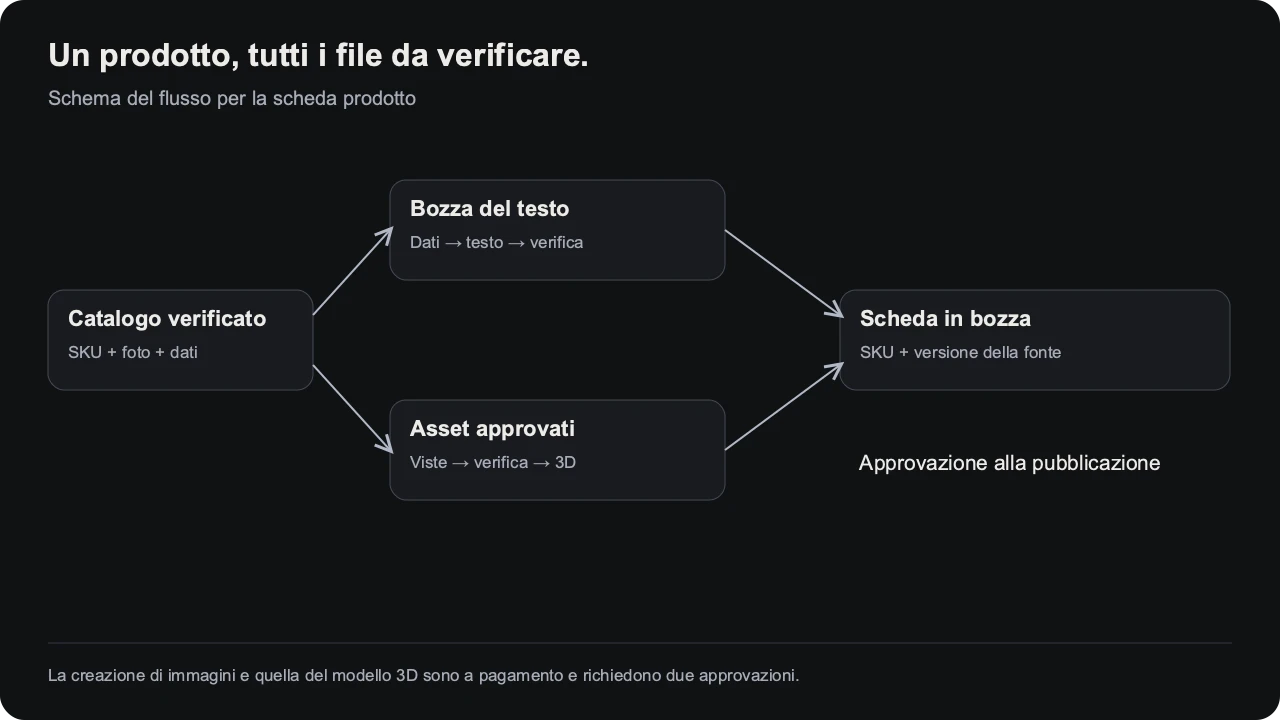 Un prodotto, tutti i file da verificare.
Schema del flusso per la scheda prodotto
Bozza del testo
Dati → testo → verifica
Catalogo verificato
SKU + foto + dati
Scheda in bozza
SKU + versione della fonte
Asset approvati
Viste → verifica → 3D
Approvazione alla pubblicazione
La creazione di immagini e quella del modello 3D sono a pagamento e richiedono due approvazioni.